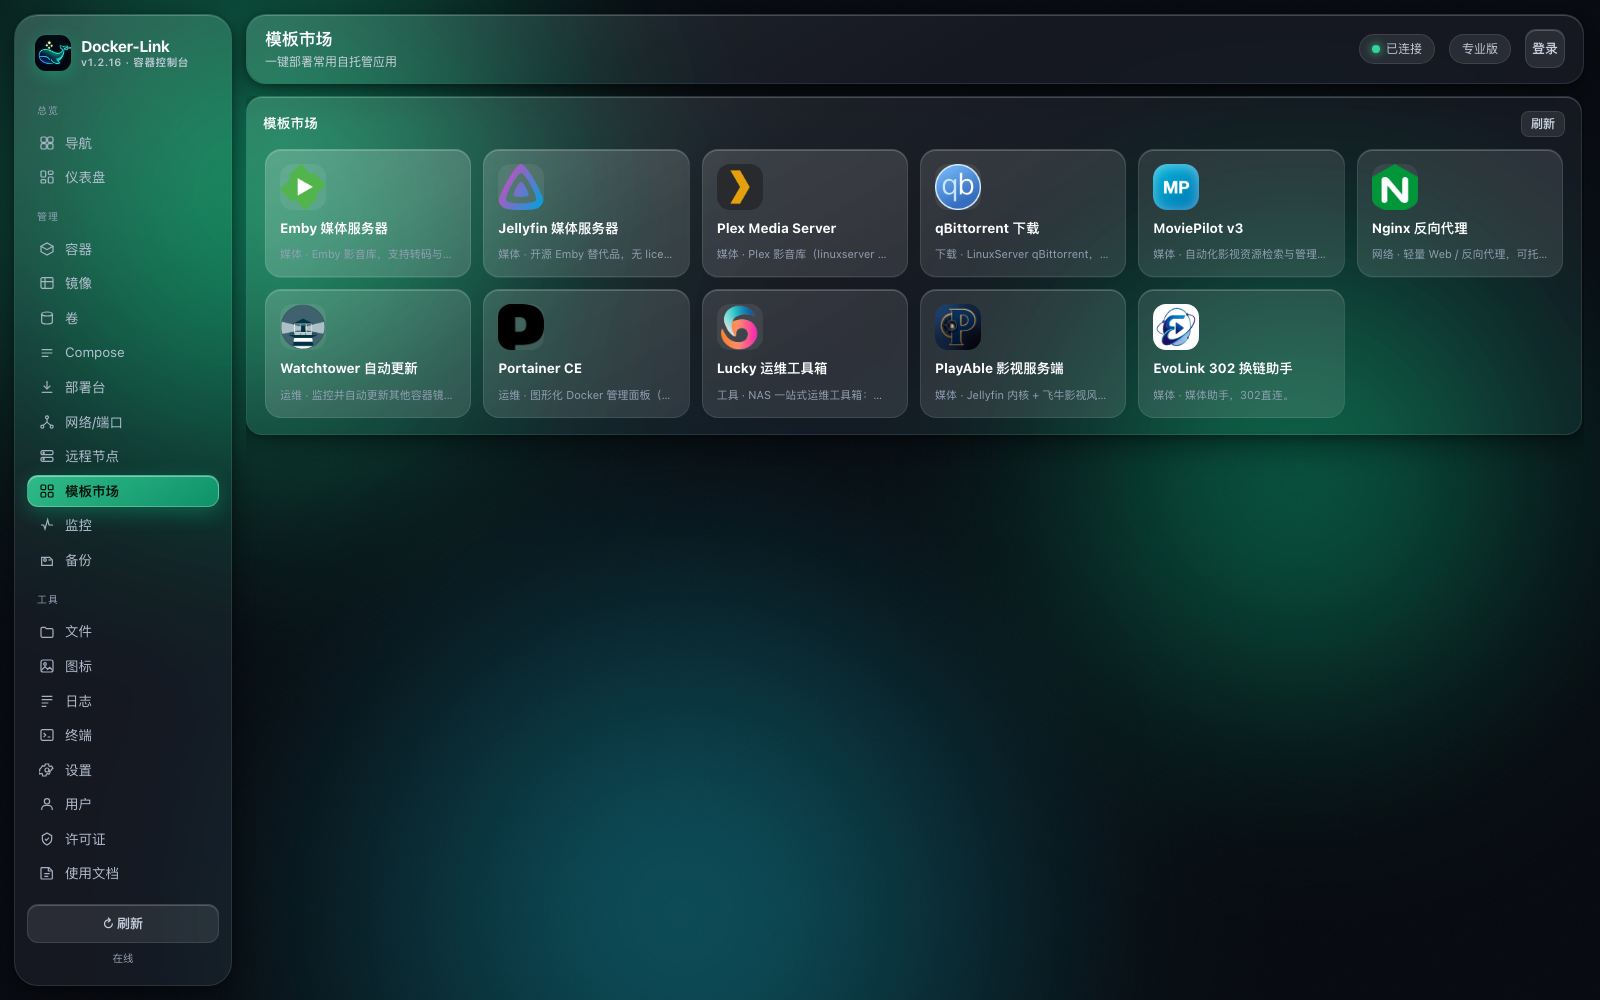 Docker-Link
v1.2.16 · 容器控制台
总览
导航
仪表盘
管理
容器
镜像
卷
Compose
部署台
网络/端口
远程节点
模板市场
监控
备份
工具
文件
图标
日志
终端
设置
用户
许可证
使用文档
刷新
在线
模板市场
一键部署常用自托管应用
已连接
专业版
登录
模板市场
刷新
Emby 媒体服务器
媒体 · Emby 影音库，支持转码与...
Jellyfin 媒体服务器
媒体 · 开源 Emby 替代品，无 lice...
Plex Media Server
媒体 · Plex 影音库（linuxserver ...
qb
qBittorrent 下载
下载 · LinuxServer qBittorrent，...
MP
MoviePilot v3
媒体 · 自动化影视资源检索与管理...
N
Nginx 反向代理
网络 · 轻量 Web / 反向代理，可托...
Watchtower 自动更新
运维 · 监控并自动更新其他容器镜...
Portainer CE
运维 · 图形化 Docker 管理面板（...
Lucky 运维工具箱
工具 · NAS 一站式运维工具箱：...
P
PlayAble 影视服务端
媒体 · Jellyfin 内核 + 飞牛影视风...
EvoLink 302 换链助手
媒体 · 媒体助手，302直连。